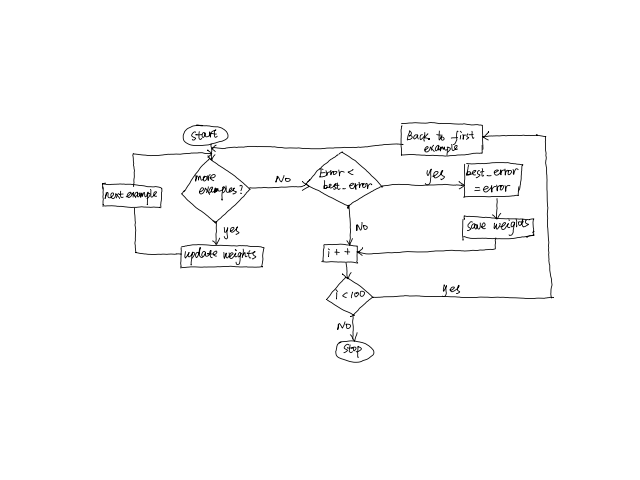 Start
Back to first
example
more
examples?
No
Error <
best_error
yes
best_error
= error
next example
yes
No
save weights
update weights
i++
i<100
yes
No
Stop